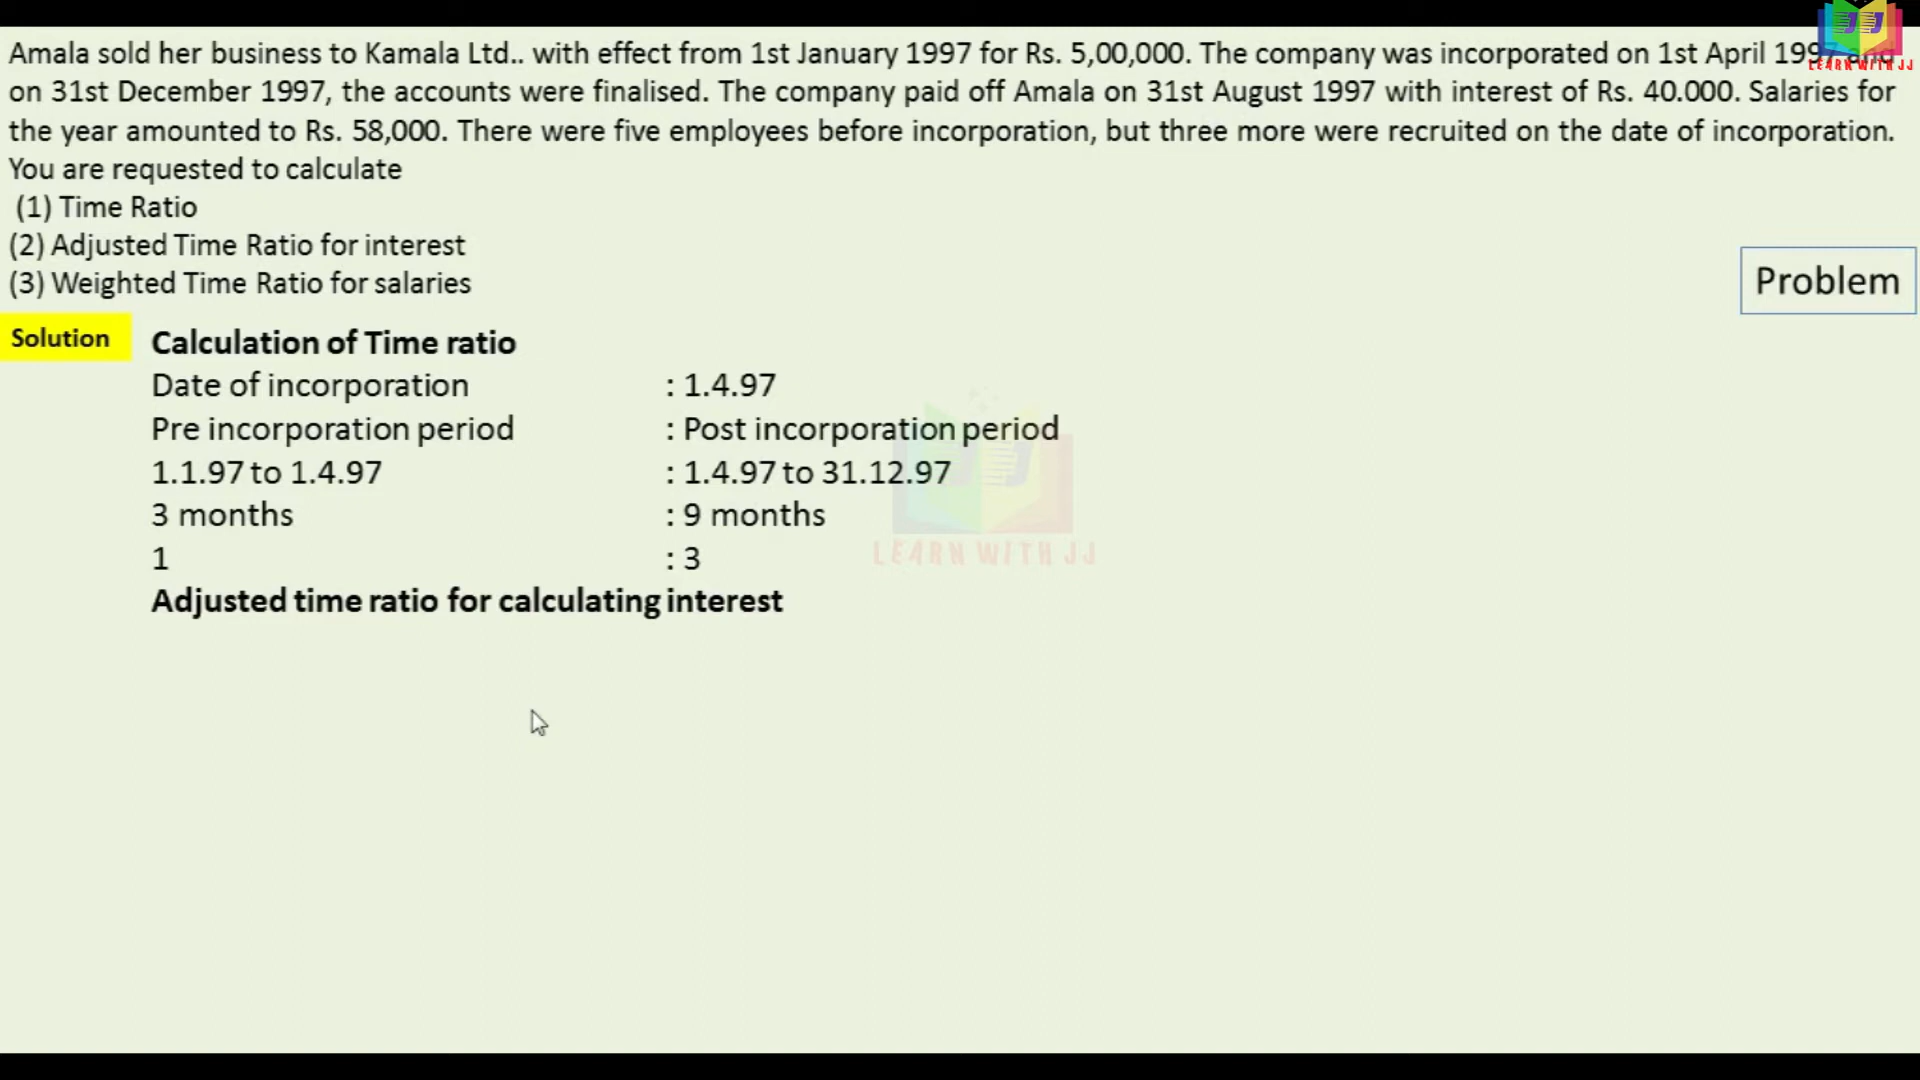 Amala sold her business to Kamala Ltd.. with effect from 1st January 1997 for Rs. 5,00,000. The company was incorporated on 1st April 1997 and
on 31st December 1997, the accounts were finalised. The company paid off Amala on 31st August 1997 with interest of Rs. 40.000. Salaries for
the year amounted to Rs. 58,000. There were five employees before incorporation, but three more were recruited on the date of incorporation.
You are requested to calculate
(1) Time Ratio
(2) Adjusted Time Ratio for interest
(3) Weighted Time Ratio for salaries
Problem
Solution
Calculation of Time ratio
Date of incorporation : 1.4.97
Pre incorporation period : Post incorporation period
1.1.97 to 1.4.97 : 1.4.97 to 31.12.97
3 months : 9 months
1 : 3
Adjusted time ratio for calculating interest
LEARN WITH JJ
LEARN WITH JJ